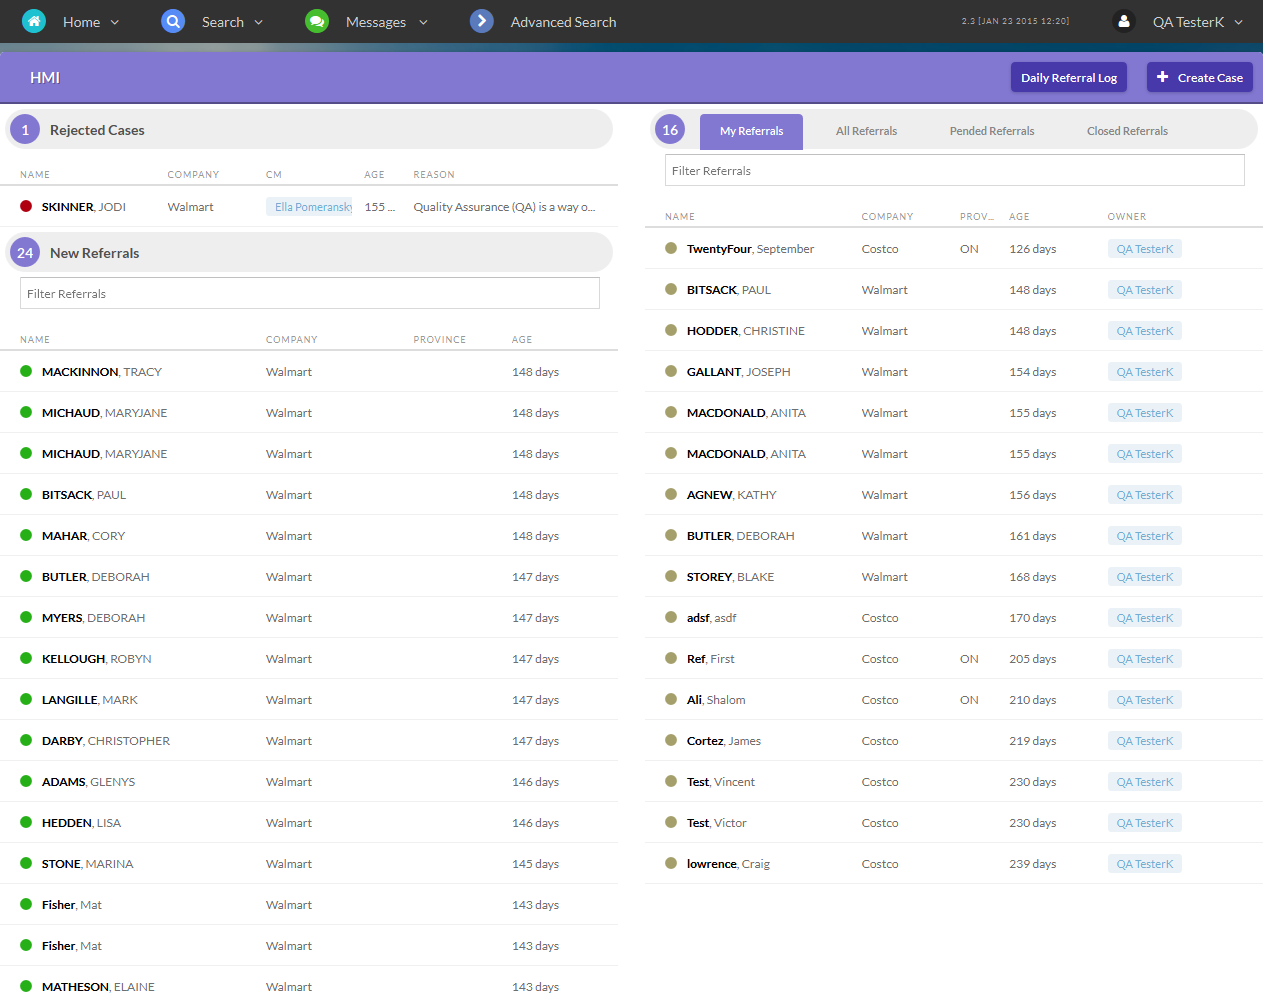 Home Search Messages Advanced Search 2.3 [JAN 23 2015 12:20] QA TesterK
HMI Daily Referral Log Create Case
1 Rejected Cases
NAME COMPANY CM AGE REASON
SKINNER, JODI Walmart Ella Pomeransky 155 ... Quality Assurance (QA) is a way o...
24 New Referrals
Filter Referrals
NAME COMPANY PROVINCE AGE
MACKINNON, TRACY Walmart 148 days
MICHAUD, MARYJANE Walmart 148 days
MICHAUD, MARYJANE Walmart 148 days
BITSACK, PAUL Walmart 148 days
MAHAR, CORY Walmart 148 days
BUTLER, DEBORAH Walmart 147 days
MYERS, DEBORAH Walmart 147 days
KELLOUGH, ROBYN Walmart 147 days
LANGILLE, MARK Walmart 147 days
DARBY, CHRISTOPHER Walmart 147 days
ADAMS, GLENYS Walmart 146 days
HEDDEN, LISA Walmart 146 days
STONE, MARINA Walmart 145 days
Fisher, Mat Walmart 143 days
Fisher, Mat Walmart 143 days
MATHESON, ELAINE Walmart 143 days
16 My Referrals All Referrals Pended Referrals Closed Referrals
Filter Referrals
NAME COMPANY PROV... AGE OWNER
TwentyFour, September Costco ON 126 days QA TesterK
BITSACK, PAUL Walmart 148 days QA TesterK
HODDER, CHRISTINE Walmart 148 days QA TesterK
GALLANT, JOSEPH Walmart 154 days QA TesterK
MACDONALD, ANITA Walmart 155 days QA TesterK
MACDONALD, ANITA Walmart 155 days QA TesterK
AGNEW, KATHY Walmart 156 days QA TesterK
BUTLER, DEBORAH Walmart 161 days QA TesterK
STOREY, BLAKE Walmart 168 days QA TesterK
adsf, asdf Costco 170 days QA TesterK
Ref, First Costco ON 205 days QA TesterK
Ali, Shalom Costco ON 210 days QA TesterK
Cortez, James Costco 219 days QA TesterK
Test, Vincent Costco 230 days QA TesterK
Test, Victor Costco 230 days QA TesterK
lowrence, Craig Costco 239 days QA TesterK